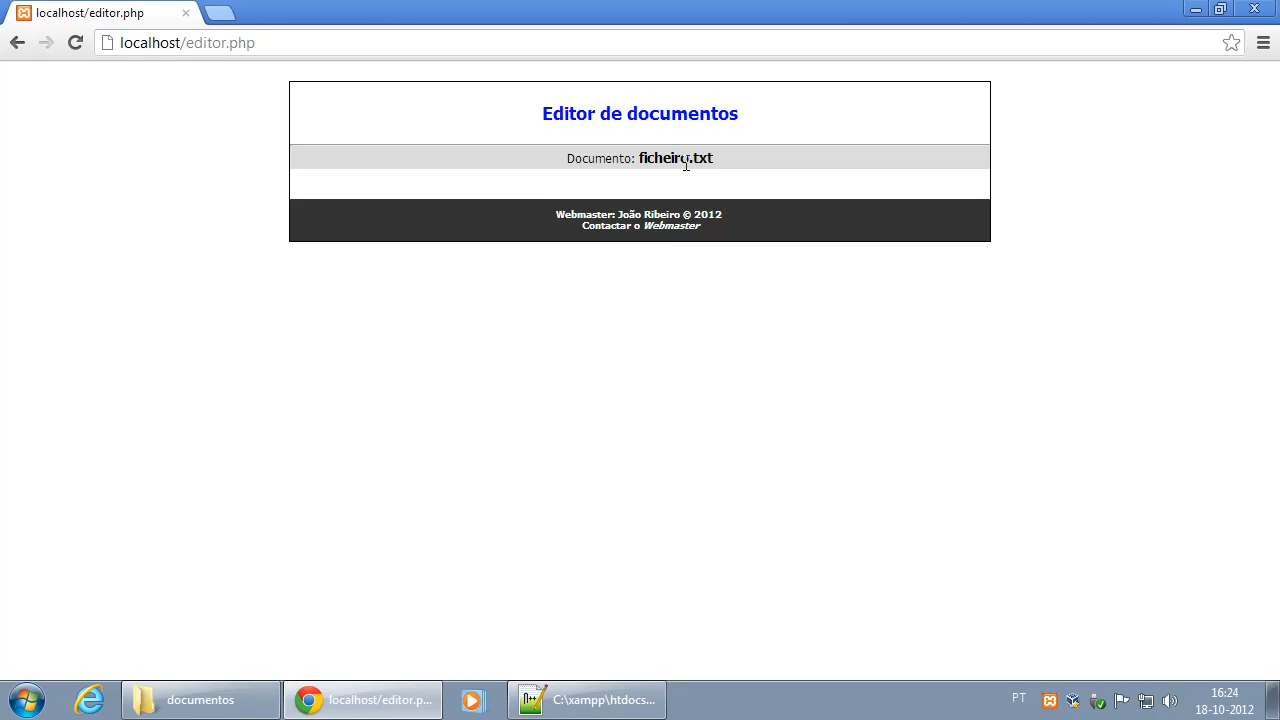 localhost/editor.php
localhost/editor.php
Editor de documentos
Documento: ficheiro.txt
Webmaster: João Ribeiro © 2012
Contactar o Webmaster
documentos
localhost/editor.p...
C:\xampp\htdocs...
PT
16:24
18-10-2012